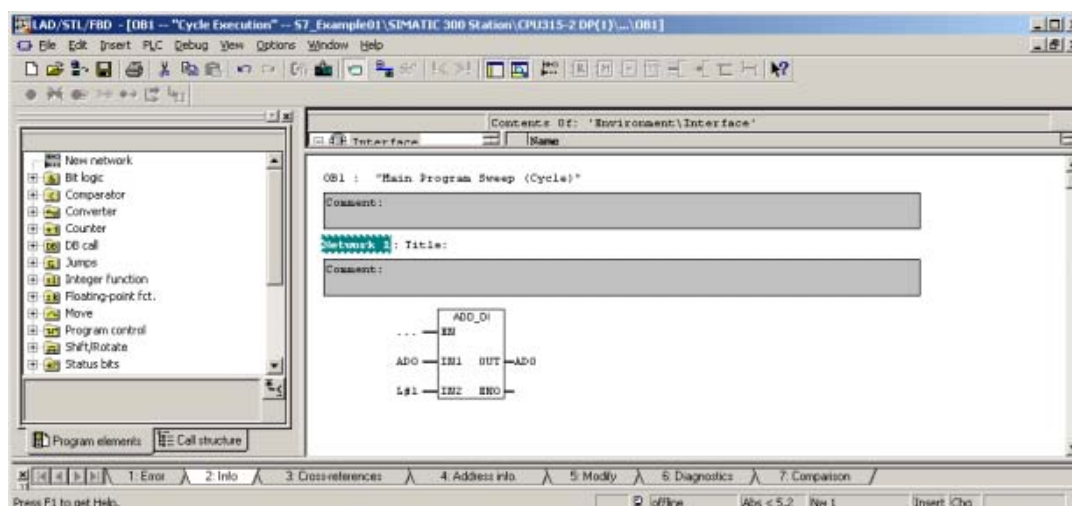 LAD/STL/FBD - [OB1 -- "Cycle Execution" -- S7_Example01\SIMATIC 300 Station\CPU315-2 DP(1)\...\OB1]
File Edit Insert PLC Debug View Options Window Help
Contents Of: 'Environment\Interface'
Interface Name
New network
Bit logic
Comparator
Converter
Counter
DB call
Jumps
Integer function
Floating-point fct.
Move
Program control
Shift/Rotate
Status bits
Program elements Call structure
OB1 : "Main Program Sweep (Cycle)"
Comment:
Network 1: Title:
Comment:
ADD_DI
... EN
AD0 IN1 OUT AD0
L#1 IN2 ENO
1: Error 2: Info 3: Cross-references 4: Address info. 5: Modify 6: Diagnostics 7: Comparison
Press F1 to get Help. offline Abs < 5.2 Nw 1 Insert Chg